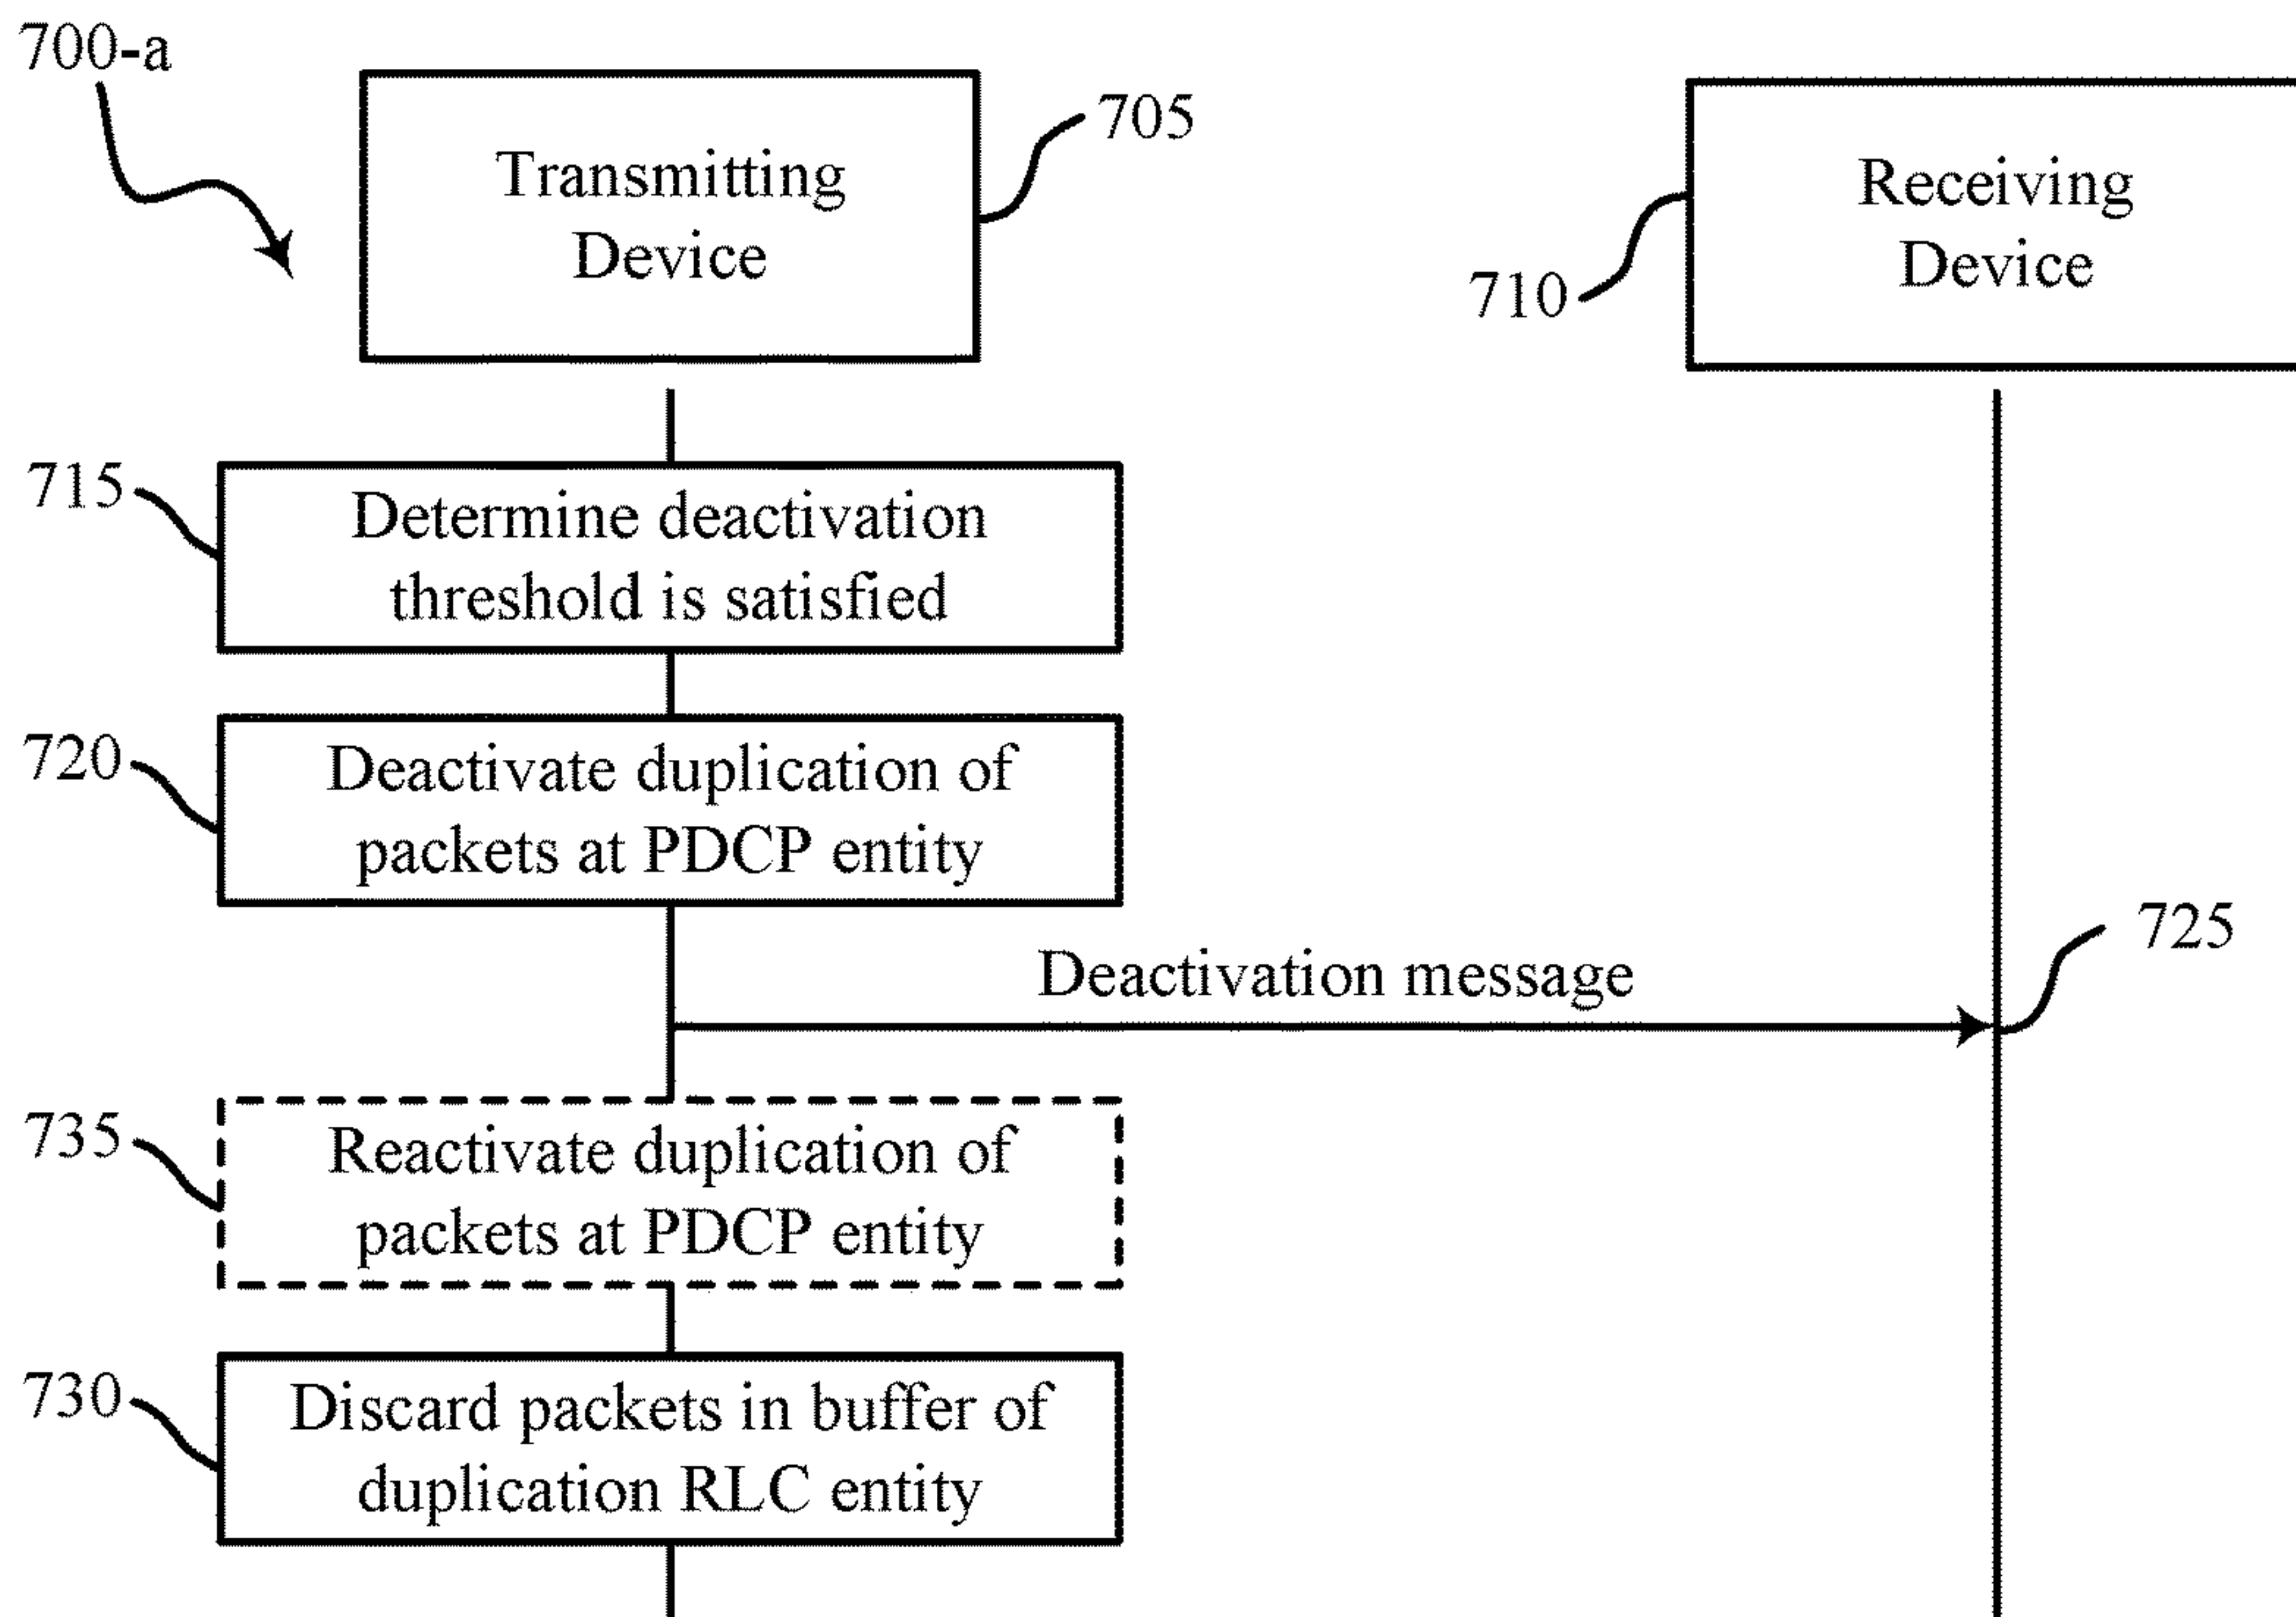 700-a
Transmitting
Device
705
Receiving
Device
710
715
Determine deactivation
threshold is satisfied
720
Deactivate duplication of
packets at PDCP entity
Deactivation message
725
735
Reactivate duplication of
packets at PDCP entity
730
Discard packets in buffer of
duplication RLC entity